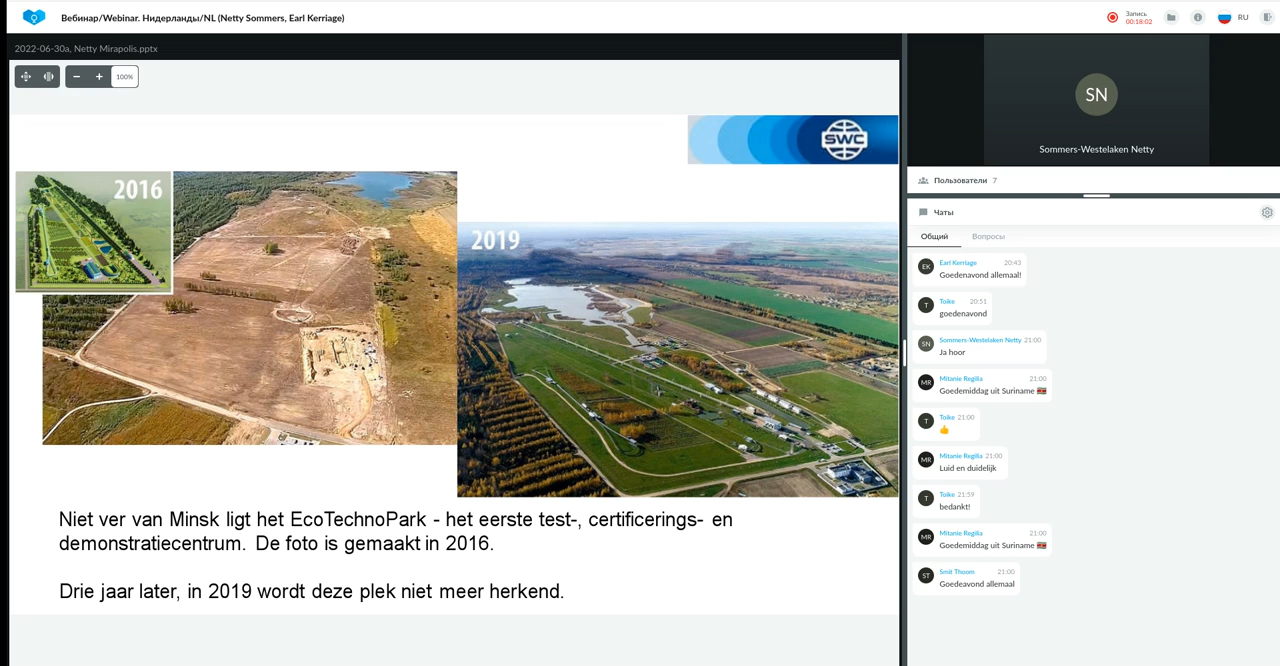 Вебинар/Webinar. Нидерланды/NL (Netty Sommers, Earl Kerriage)
Запись
00:18:02
RU
2022-06-30a, Netty Mirapolis.pptx
100%
SWC
2016
2019
Niet ver van Minsk ligt het EcoTechnoPark - het eerste test-, certificerings- en
demonstratiecentrum. De foto is gemaakt in 2016.
Drie jaar later, in 2019 wordt deze plek niet meer herkend.
SN
Sommers-Westelaken Netty
Пользователи 7
Чаты
Общий Вопросы
EK Earl Kerriage 20:43
Goedenavond allemaal!
T Toike 20:51
goedenavond
SN Sommers-Westelaken Netty 21:00
Ja hoor
MR Mitanie Regilia 21:00
Goedemiddag uit Suriname 🇸🇷
T Toike 21:00
👍
MR Mitanie Regilia 21:00
Luid en duidelijk
T Toike 21:59
bedankt!
MR Mitanie Regilia 21:00
Goedemiddag uit Suriname 🇸🇷
ST Smit Thoom 21:00
Goedeavond allemaal